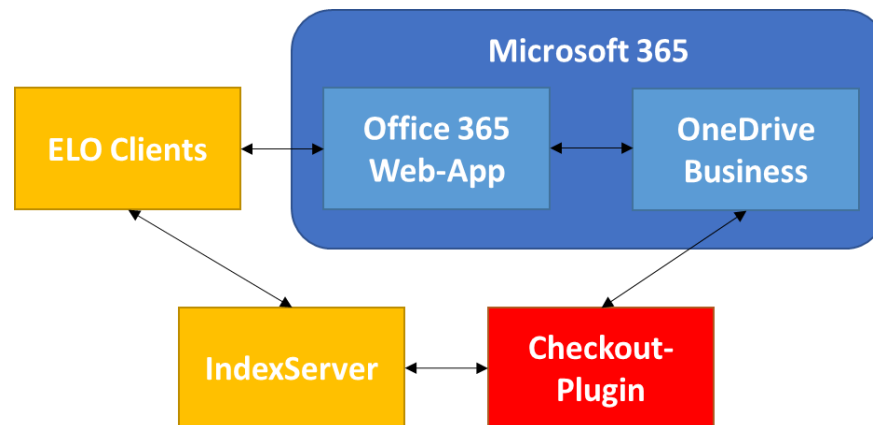 Microsoft 365
ELO Clients
Office 365
Web-App
OneDrive
Business
IndexServer
Checkout-
Plugin